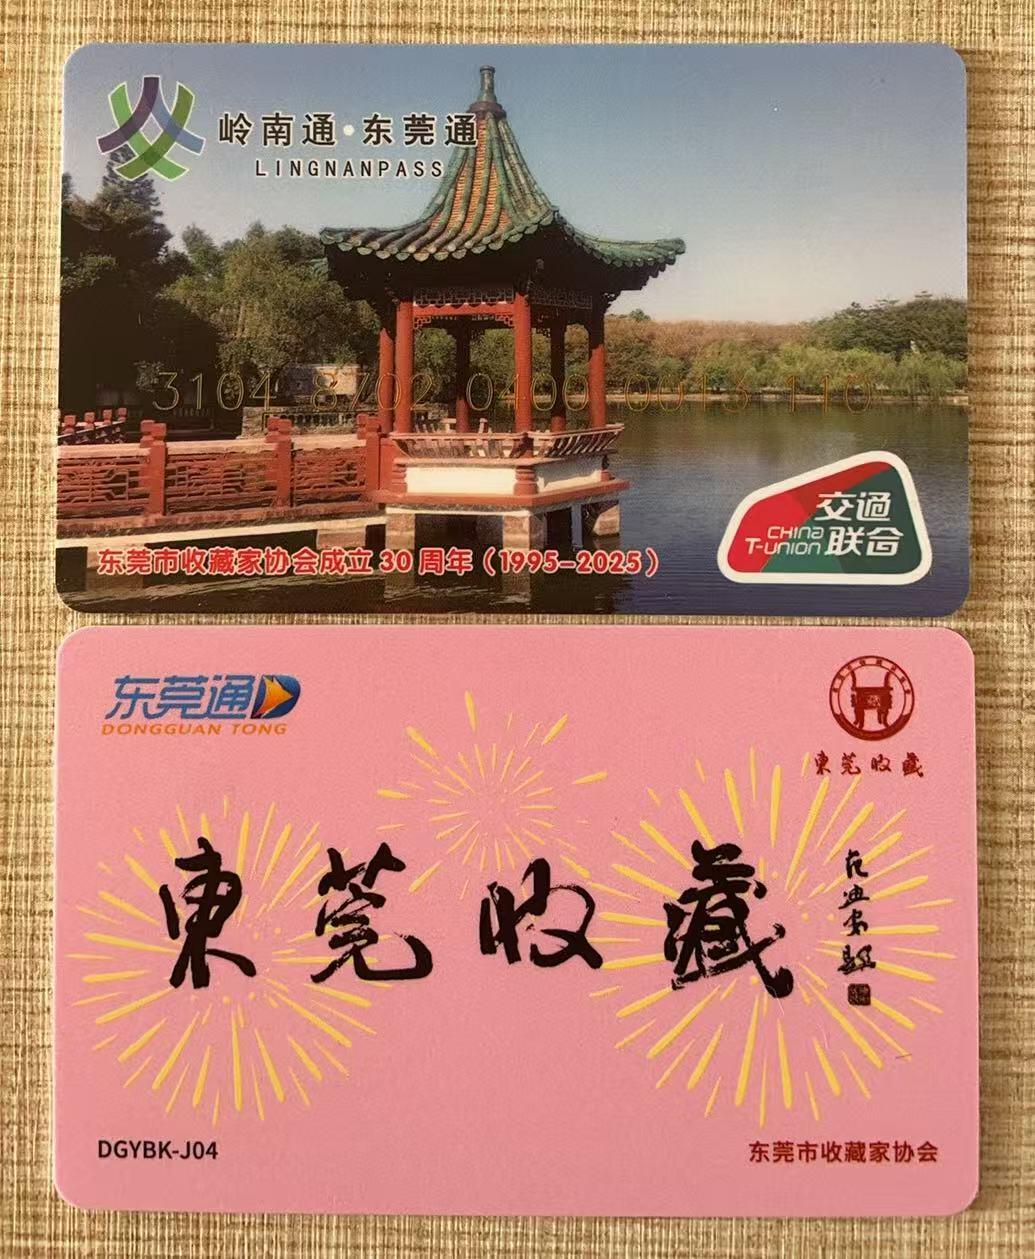 岭南通·东莞通
LINGNANPASS
3104 8702 0400 0013 110
东莞市收藏家协会成立 30 周年（1995-2025）
交通
CHINA
T-UNION 联合
东莞通
DONGGUAN TONG
東莞收藏
東莞收藏
DGYBK-J04
东莞市收藏家协会